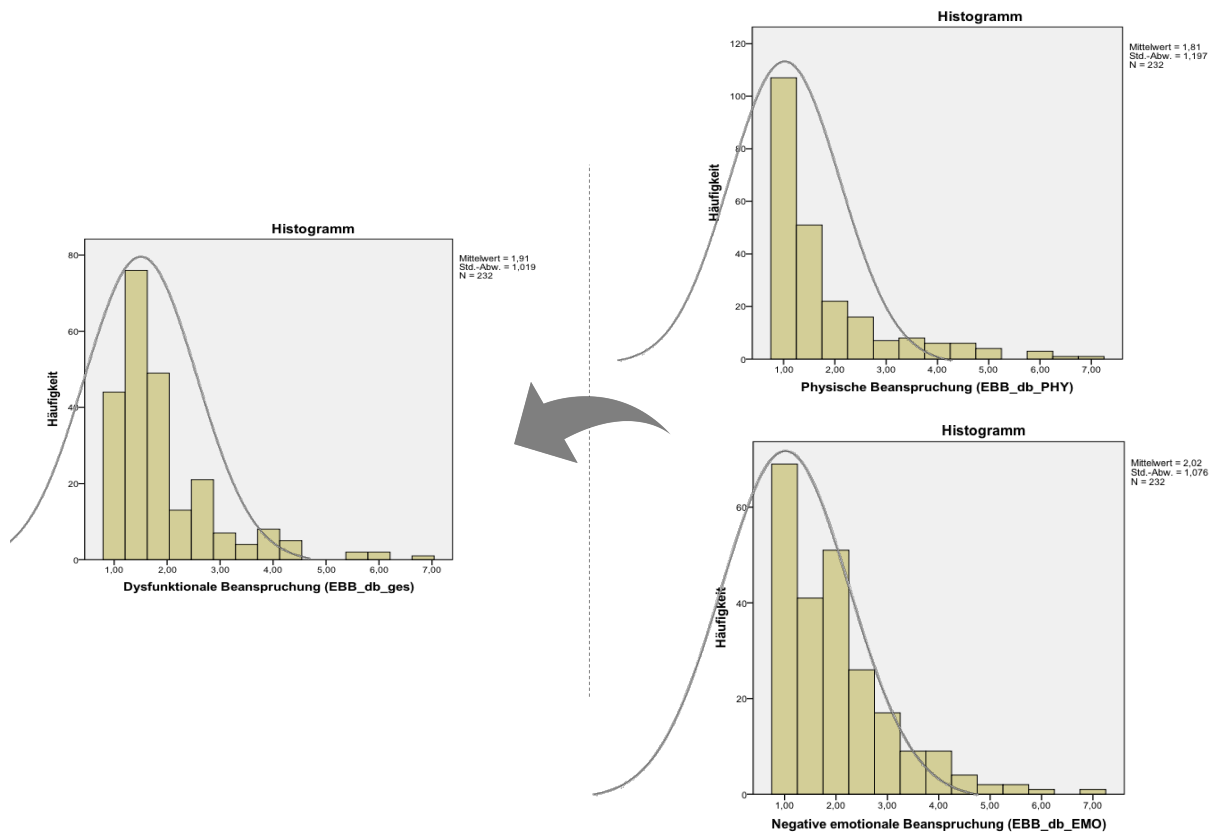 Histogramm
Mittelwert = 1,91
Std.-Abw. = 1,019
N = 232
Häufigkeit
80
60
40
20
0
1,00 2,00 3,00 4,00 5,00 6,00 7,00
Dysfunktionale Beanspruchung (EBB_db_ges)
Histogramm
Mittelwert = 1,81
Std.-Abw. = 1,197
N = 232
Häufigkeit
120
100
80
60
40
20
0
1,00 2,00 3,00 4,00 5,00 6,00 7,00
Physische Beanspruchung (EBB_db_PHY)
Histogramm
Mittelwert = 2,02
Std.-Abw. = 1,076
N = 232
Häufigkeit
60
40
20
0
1,00 2,00 3,00 4,00 5,00 6,00 7,00
Negative emotionale Beanspruchung (EBB_db_EMO)